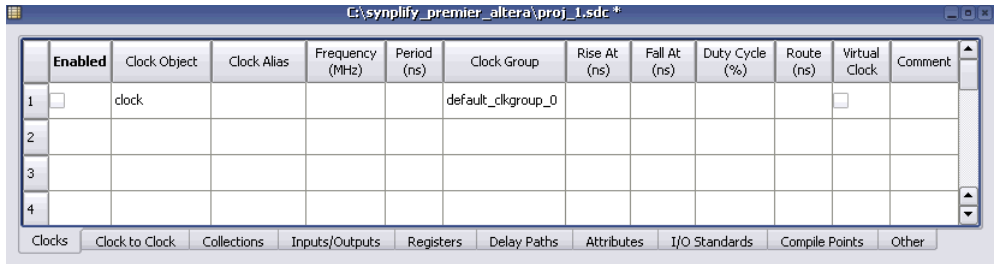 C:\synplify_premier_altera\proj_1.sdc *
Enabled Clock Object Clock Alias Frequency (MHz) Period (ns) Clock Group Rise At (ns) Fall At (ns) Duty Cycle (%) Route (ns) Virtual Clock Comment
1 clock default_clkgroup_0
2
3
4
Clocks Clock to Clock Collections Inputs/Outputs Registers Delay Paths Attributes I/O Standards Compile Points Other